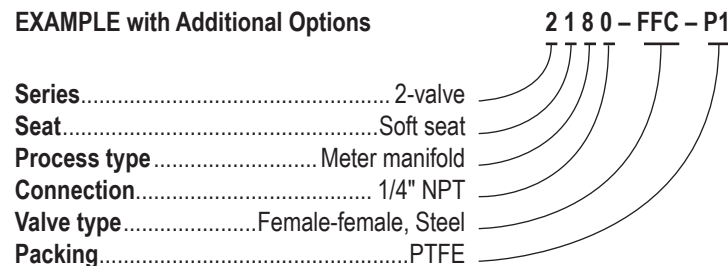 EXAMPLE with Additional Options 2 1 8 0 – FFC – P1
Series.......................................... 2-valve
Seat...........................................Soft seat
Process type...................... Meter manifold
Connection................................ 1/4" NPT
Valve type..................Female-female, Steel
Packing..........................................PTFE